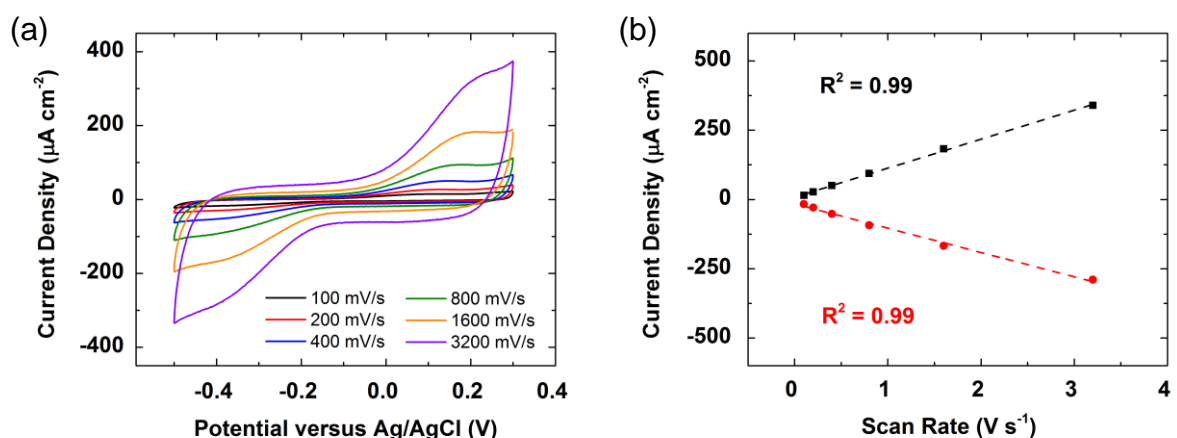 (a)
Current Density (µA cm⁻²)
400
200
0
-200
-400
100 mV/s
800 mV/s
200 mV/s
1600 mV/s
400 mV/s
3200 mV/s
-0.4
-0.2
0.0
0.2
0.4
Potential versus Ag/AgCl (V)
(b)
Current Density (µA cm⁻²)
500
250
0
-250
-500
R² = 0.99
R² = 0.99
0
1
2
3
4
Scan Rate (V s⁻¹)